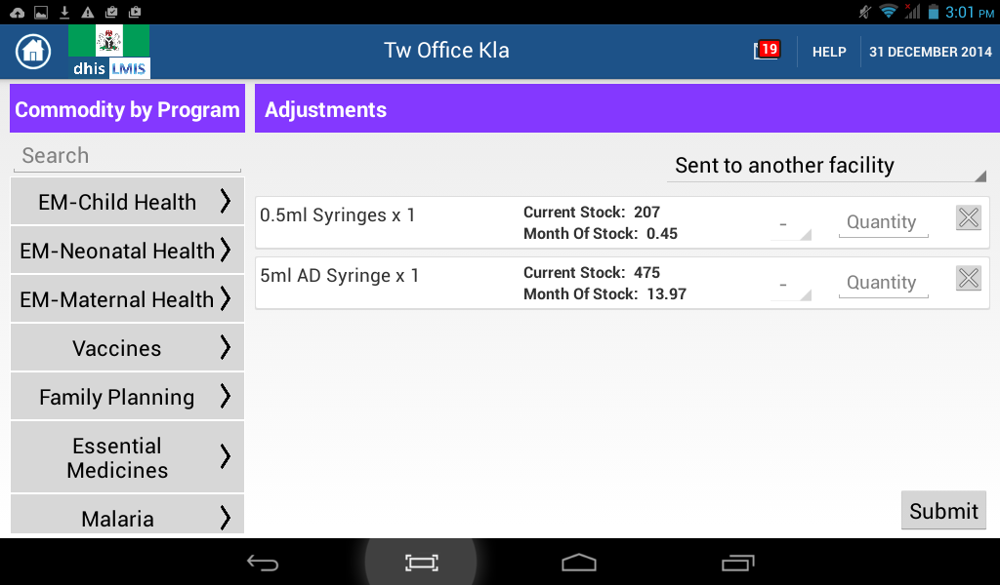 3:01 PM
dhis LMIS
Tw Office Kla
19
HELP
31 DECEMBER 2014
Commodity by Program
Adjustments
Search
Sent to another facility
EM-Child Health
EM-Neonatal Health
EM-Maternal Health
Vaccines
Family Planning
Essential
Medicines
Malaria
0.5ml Syringes x 1
Current Stock: 207
Month Of Stock: 0.45
-
Quantity
5ml AD Syringe x 1
Current Stock: 475
Month Of Stock: 13.97
-
Quantity
Submit